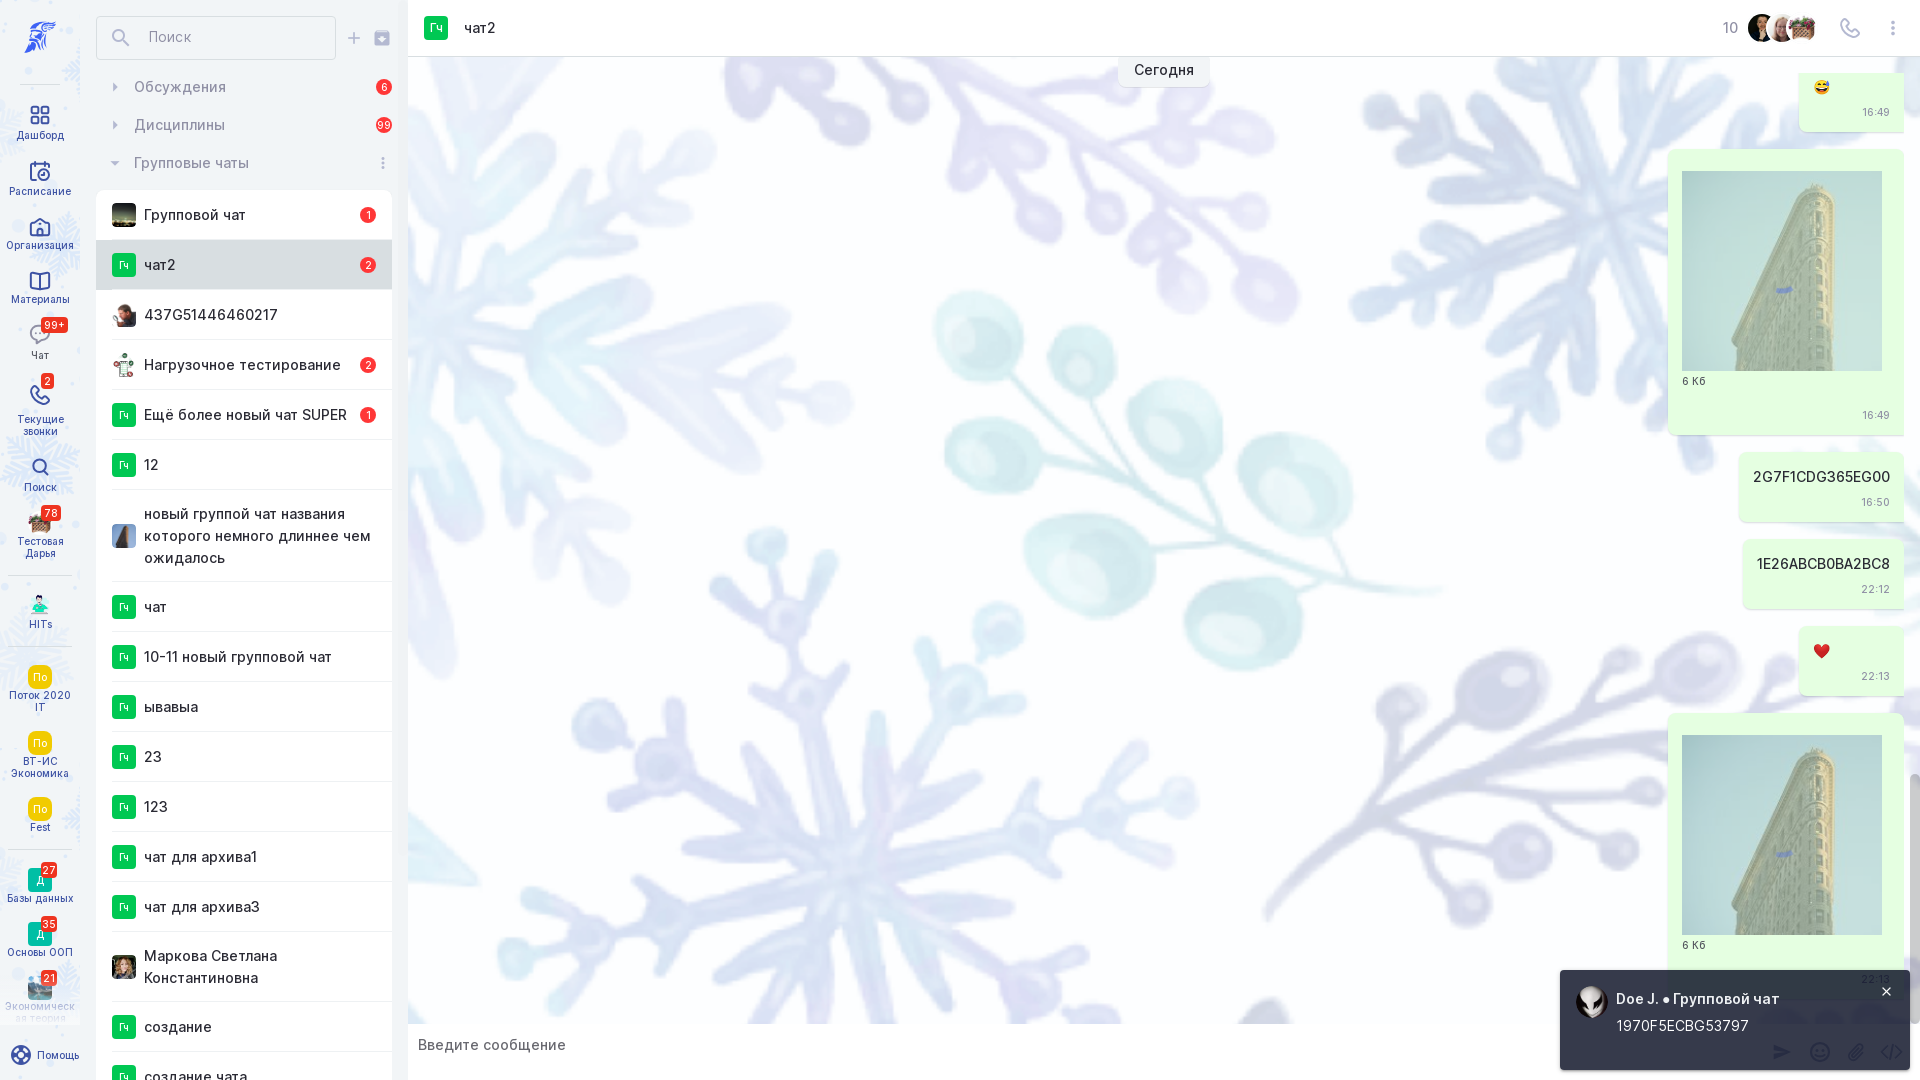 Дашборд
Расписание
Организация
Материалы
99+
Чат
2
Текущие
звонки
Поиск
78
Тестовая
Дарья
HITs
По
Поток 2020
IT
По
ВТ-ИС
Экономика
По
Fest
27
Д
Базы данных
35
Д
Основы ООП
21
Экономическ
ая теория
Помощь
Поиск
Обсуждения
6
Дисциплины
99
Групповые чаты
Групповой чат
1
Гч
чат2
2
437G51446460217
Нагрузочное тестирование
2
Гч
Ещё более новый чат SUPER
1
Гч
12
новый группой чат названия
которого немного длиннее чем
ожидалось
Гч
чат
Гч
10-11 новый групповой чат
Гч
ывавыа
Гч
23
Гч
123
Гч
чат для архива1
Гч
чат для архива3
Маркова Светлана
Константиновна
Гч
создание
Гч
создание чата
Гч
чат2
10
Сегодня
😅
16:49
6 Кб
16:49
2G7F1CDG365EG00
16:50
1E26ABCB0BA2BC8
22:12
❤️
22:13
6 Кб
22:13
Doe J. ● Групповой чат
1970F5ECBG53797
Введите сообщение